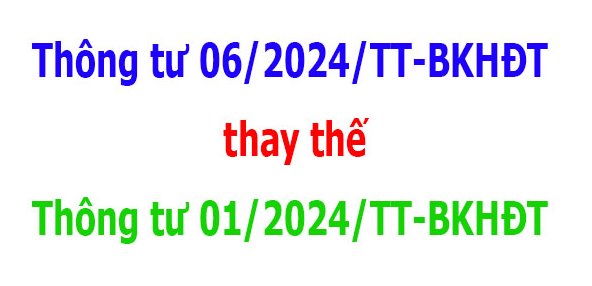 Thông tư 06/2024/TT-BKHĐT
thay thế
Thông tư 01/2024/TT-BKHĐT